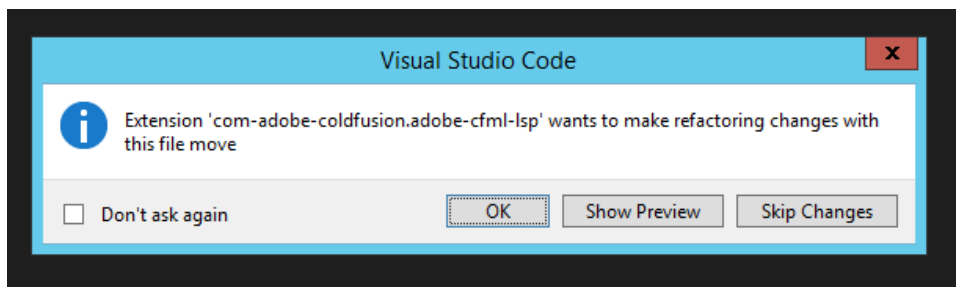 Visual Studio Code
x
Extension 'com-adobe-coldfusion.adobe-cfml-lsp' wants to make refactoring changes with
this file move
Don't ask again
OK
Show Preview
Skip Changes